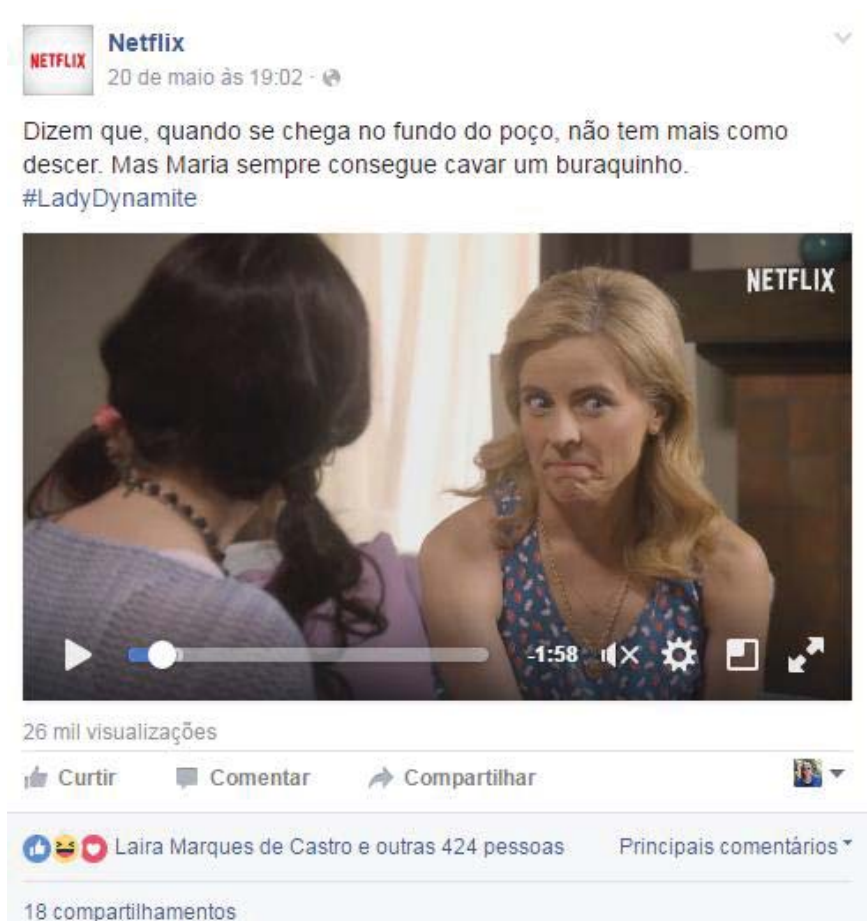 NETFLIX
Netflix
20 de maio às 19:02 ·
Dizem que, quando se chega no fundo do poço, não tem mais como
descer. Mas Maria sempre consegue cavar um buraquinho.
#LadyDynamite
NETFLIX
-1:58
26 mil visualizações
Curtir Comentar Compartilhar
Laira Marques de Castro e outras 424 pessoas Principais comentários
18 compartilhamentos